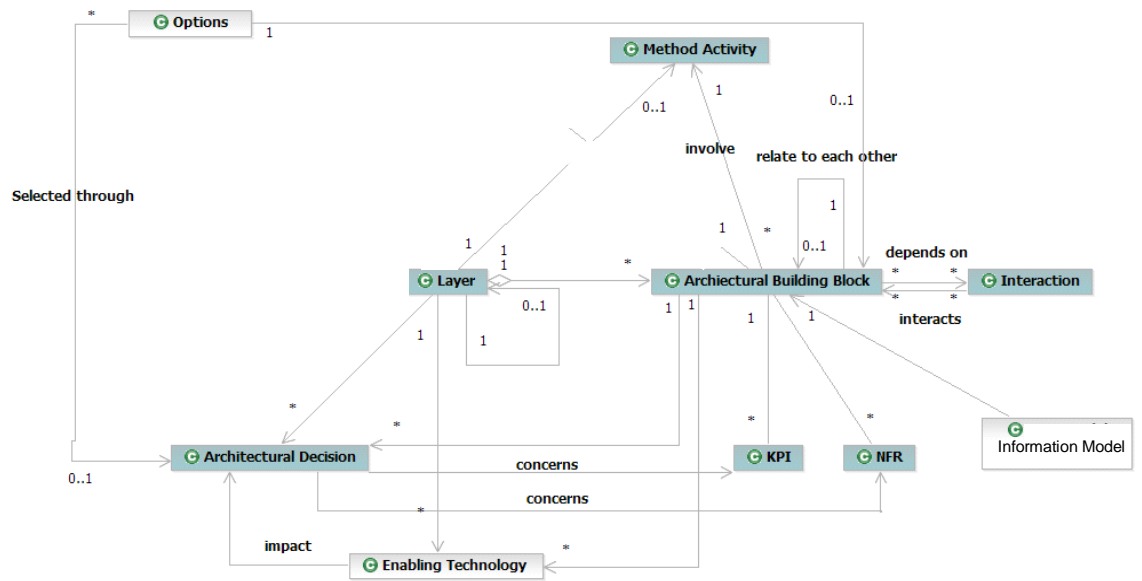 * C Options
1
C Method Activity
0..1
1
0..1
involve
relate to each other
Selected through
1
1
*
1
1
0..1
depends on
1
*
C Layer
C Archiectural Building Block
*
*
C Interaction
*
*
0..1
1
1
1
1
interacts
1
1
*
*
*
*
C
Information Model
C Architectural Decision
concerns
C KPI
C NFR
0..1
concerns
*
impact
*
C Enabling Technology